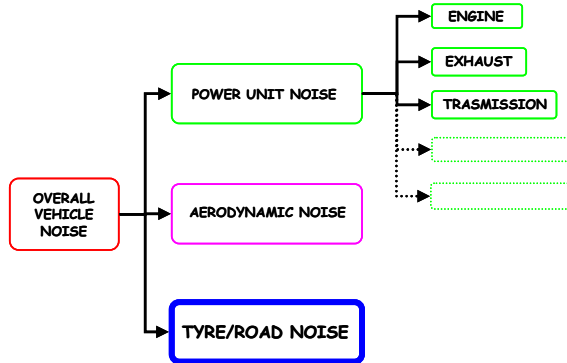 ENGINE
EXHAUST
POWER UNIT NOISE
TRASMISSION
OVERALL
VEHICLE
NOISE
AERODYNAMIC NOISE
TYRE/ROAD NOISE